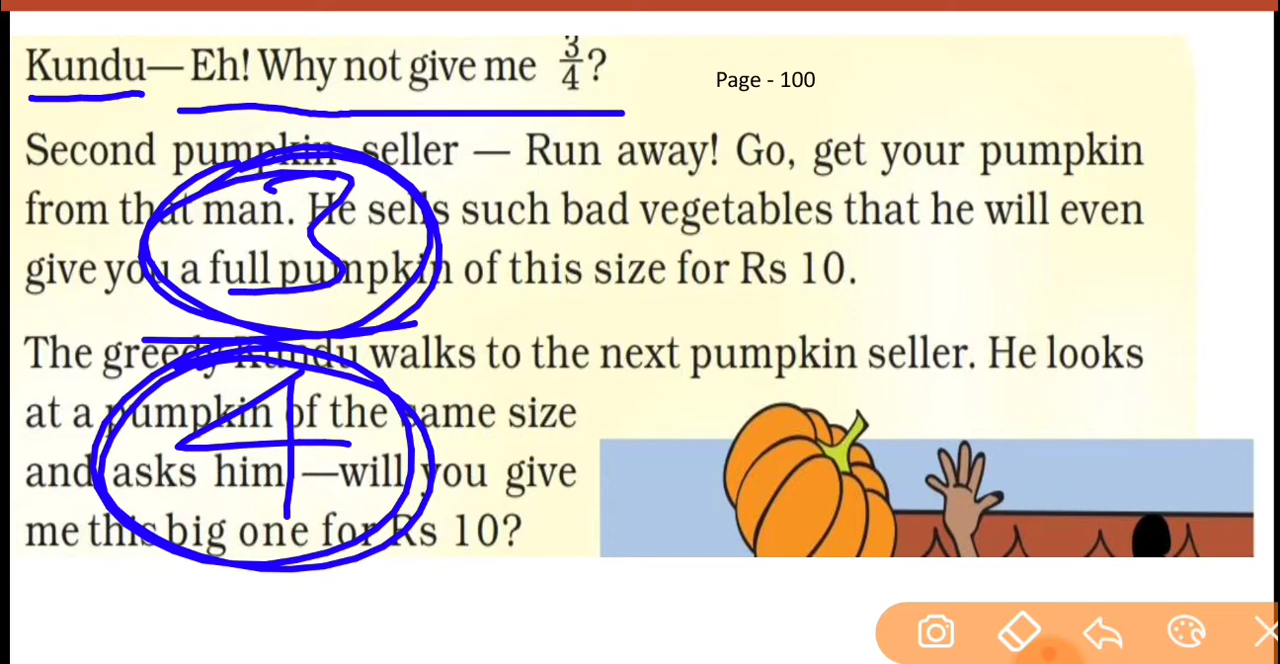 Kundu— Eh! Why not give me 3/4?
Page - 100
Second pumpkin seller — Run away! Go, get your pumpkin
from that man. He sells such bad vegetables that he will even
give you a full pumpkin of this size for Rs 10.
3
The greedy Kundu walks to the next pumpkin seller. He looks
at a pumpkin of the same size
and asks him —will you give
me this big one for Rs 10?
4